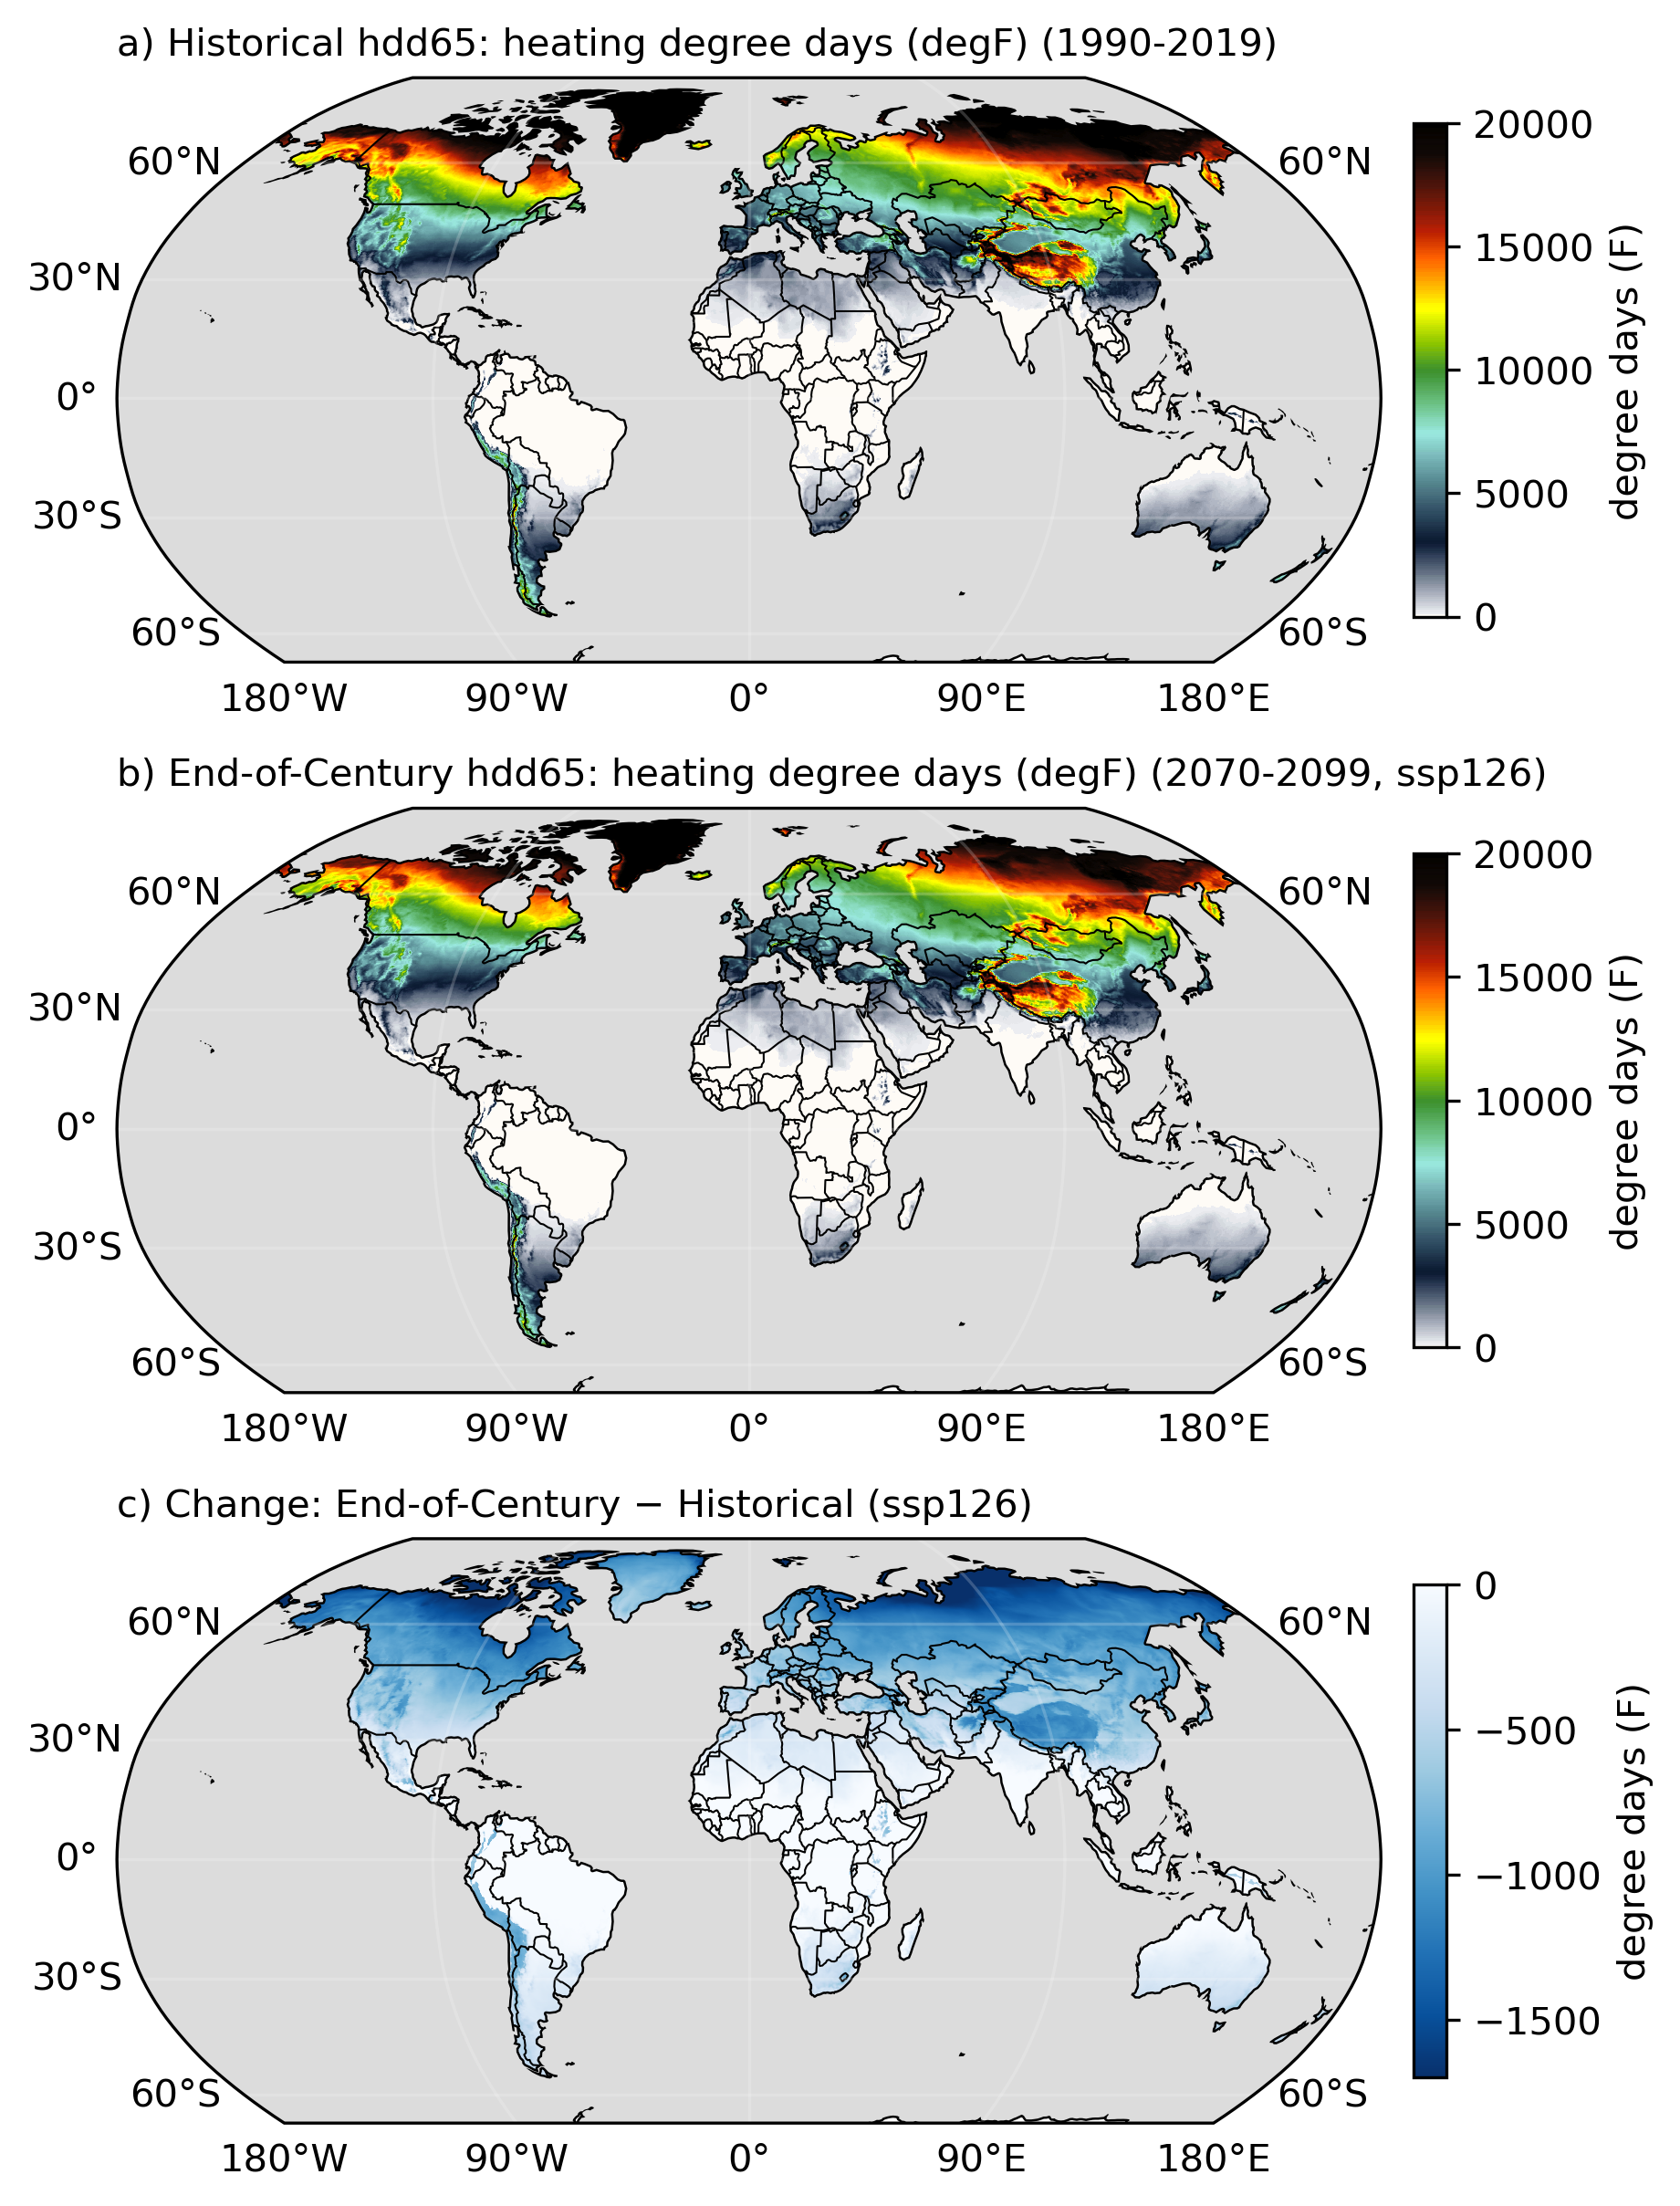 a) Historical hdd65: heating degree days (degF) (1990-2019)
20000
60°N
60°N
15000
30°N
10000
0°
5000
30°S
0
60°S
60°S
degree days (F)
180°W 90°W 0° 90°E 180°E
b) End-of-Century hdd65: heating degree days (degF) (2070-2099, ssp126)
20000
60°N
60°N
15000
30°N
10000
0°
5000
30°S
0
60°S
60°S
degree days (F)
180°W 90°W 0° 90°E 180°E
c) Change: End-of-Century − Historical (ssp126)
0
60°N
60°N
−500
30°N
0°
−1000
30°S
−1500
60°S
60°S
degree days (F)
180°W 90°W 0° 90°E 180°E